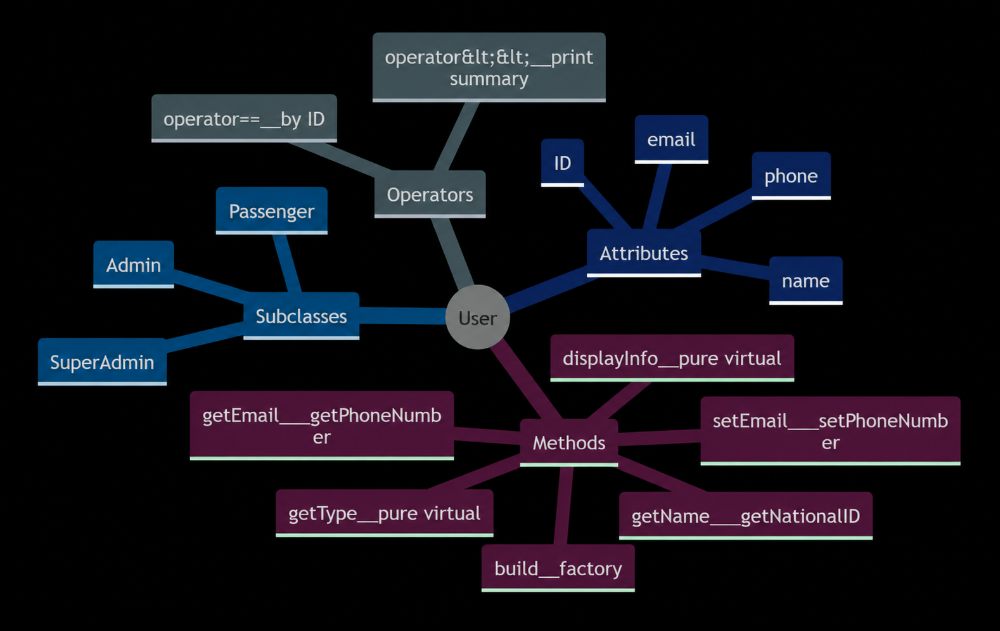 operator&lt;&lt;__print
summary
operator==__by ID
email
ID
phone
Operators
Passenger
Attributes
Admin
name
Subclasses
User
SuperAdmin
displayInfo__pure virtual
getEmail___getPhoneNumb
er
setEmail___setPhoneNumb
er
Methods
getType__pure virtual
getName___getNationalID
build__factory